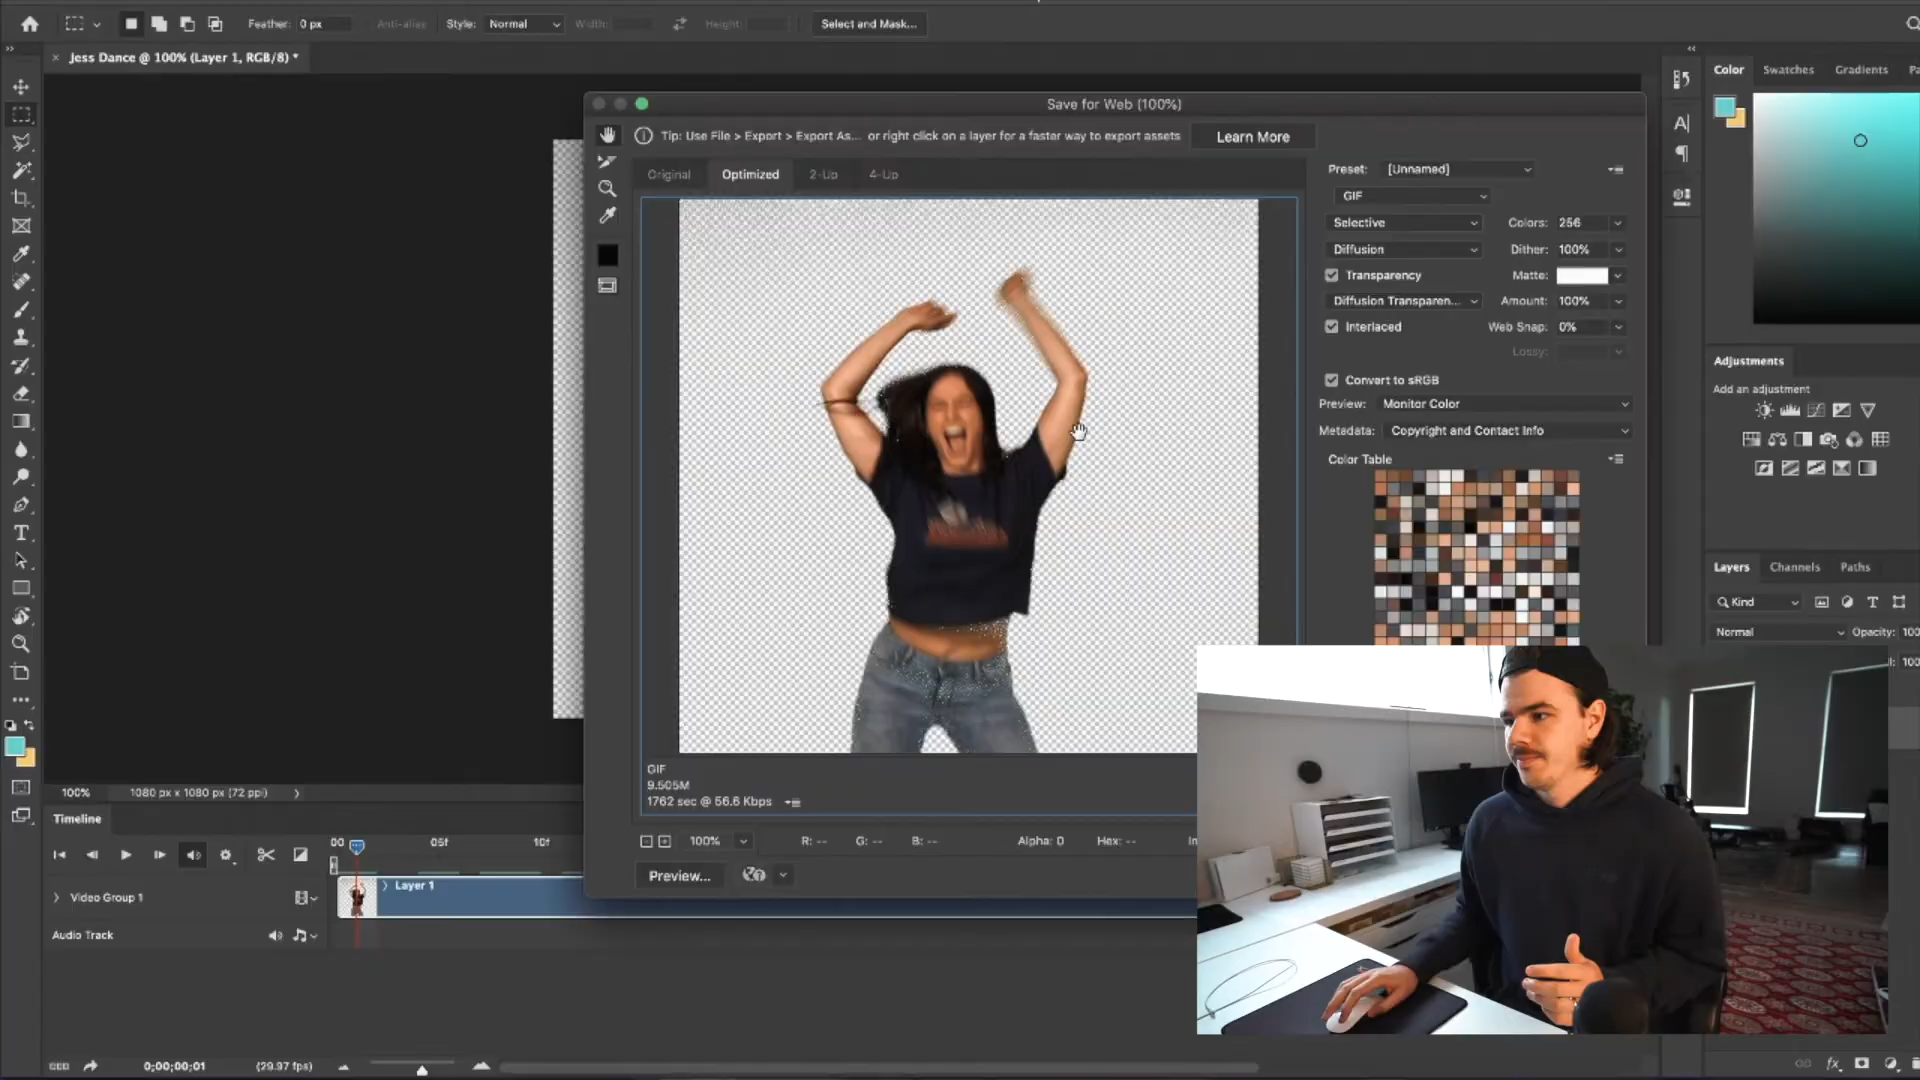 Feather: 0 px Anti-alias Style: Normal Width: Height: Select and Mask...
× Jess Dance @ 100% (Layer 1, RGB/8) *
Save for Web (100%)
Tip: Use File > Export > Export As... or right click on a layer for a faster way to export assets Learn More
Original Optimized 2-Up 4-Up
Preset: [Unnamed]
GIF
Selective Colors: 256
Diffusion Dither: 100%
Transparency Matte:
Diffusion Transparen... Amount: 100%
Interlaced Web Snap: 0%
Lossy:
Convert to sRGB
Preview: Monitor Color
Metadata: Copyright and Contact Info
Color Table
GIF
9.505M
1762 sec @ 56.6 Kbps
100% R: -- G: -- B: -- Alpha: 0 Hex: --
Preview...
Color Swatches Gradients
Adjustments
Add an adjustment
Layers Channels Paths
Kind
Normal Opacity: 100
100
100% 1080 px x 1080 px (72 ppi)
Timeline
00 05f 10f
Video Group 1
Layer 1
Audio Track
0;00;00;01 (29.97 fps)